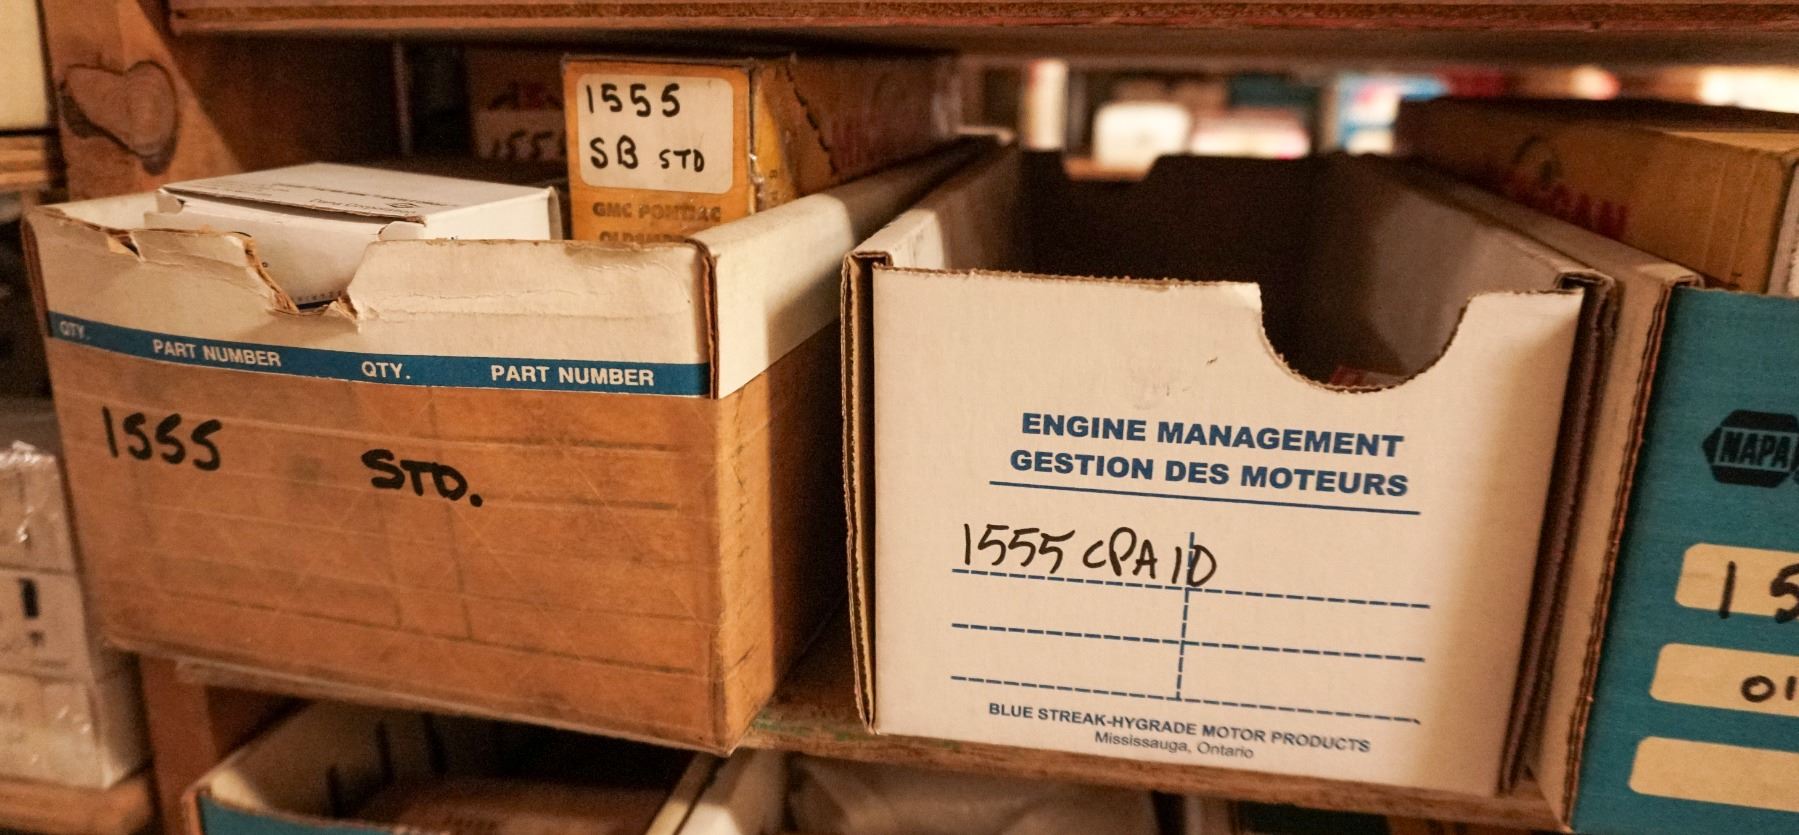 1555
SB STD
GMC PONTIAC
QTY. PART NUMBER QTY. PART NUMBER
1555 STD.
ENGINE MANAGEMENT
GESTION DES MOTEURS
1555 CPA 10
BLUE STREAK-HYGRADE MOTOR PRODUCTS
Mississauga, Ontario
NAPA